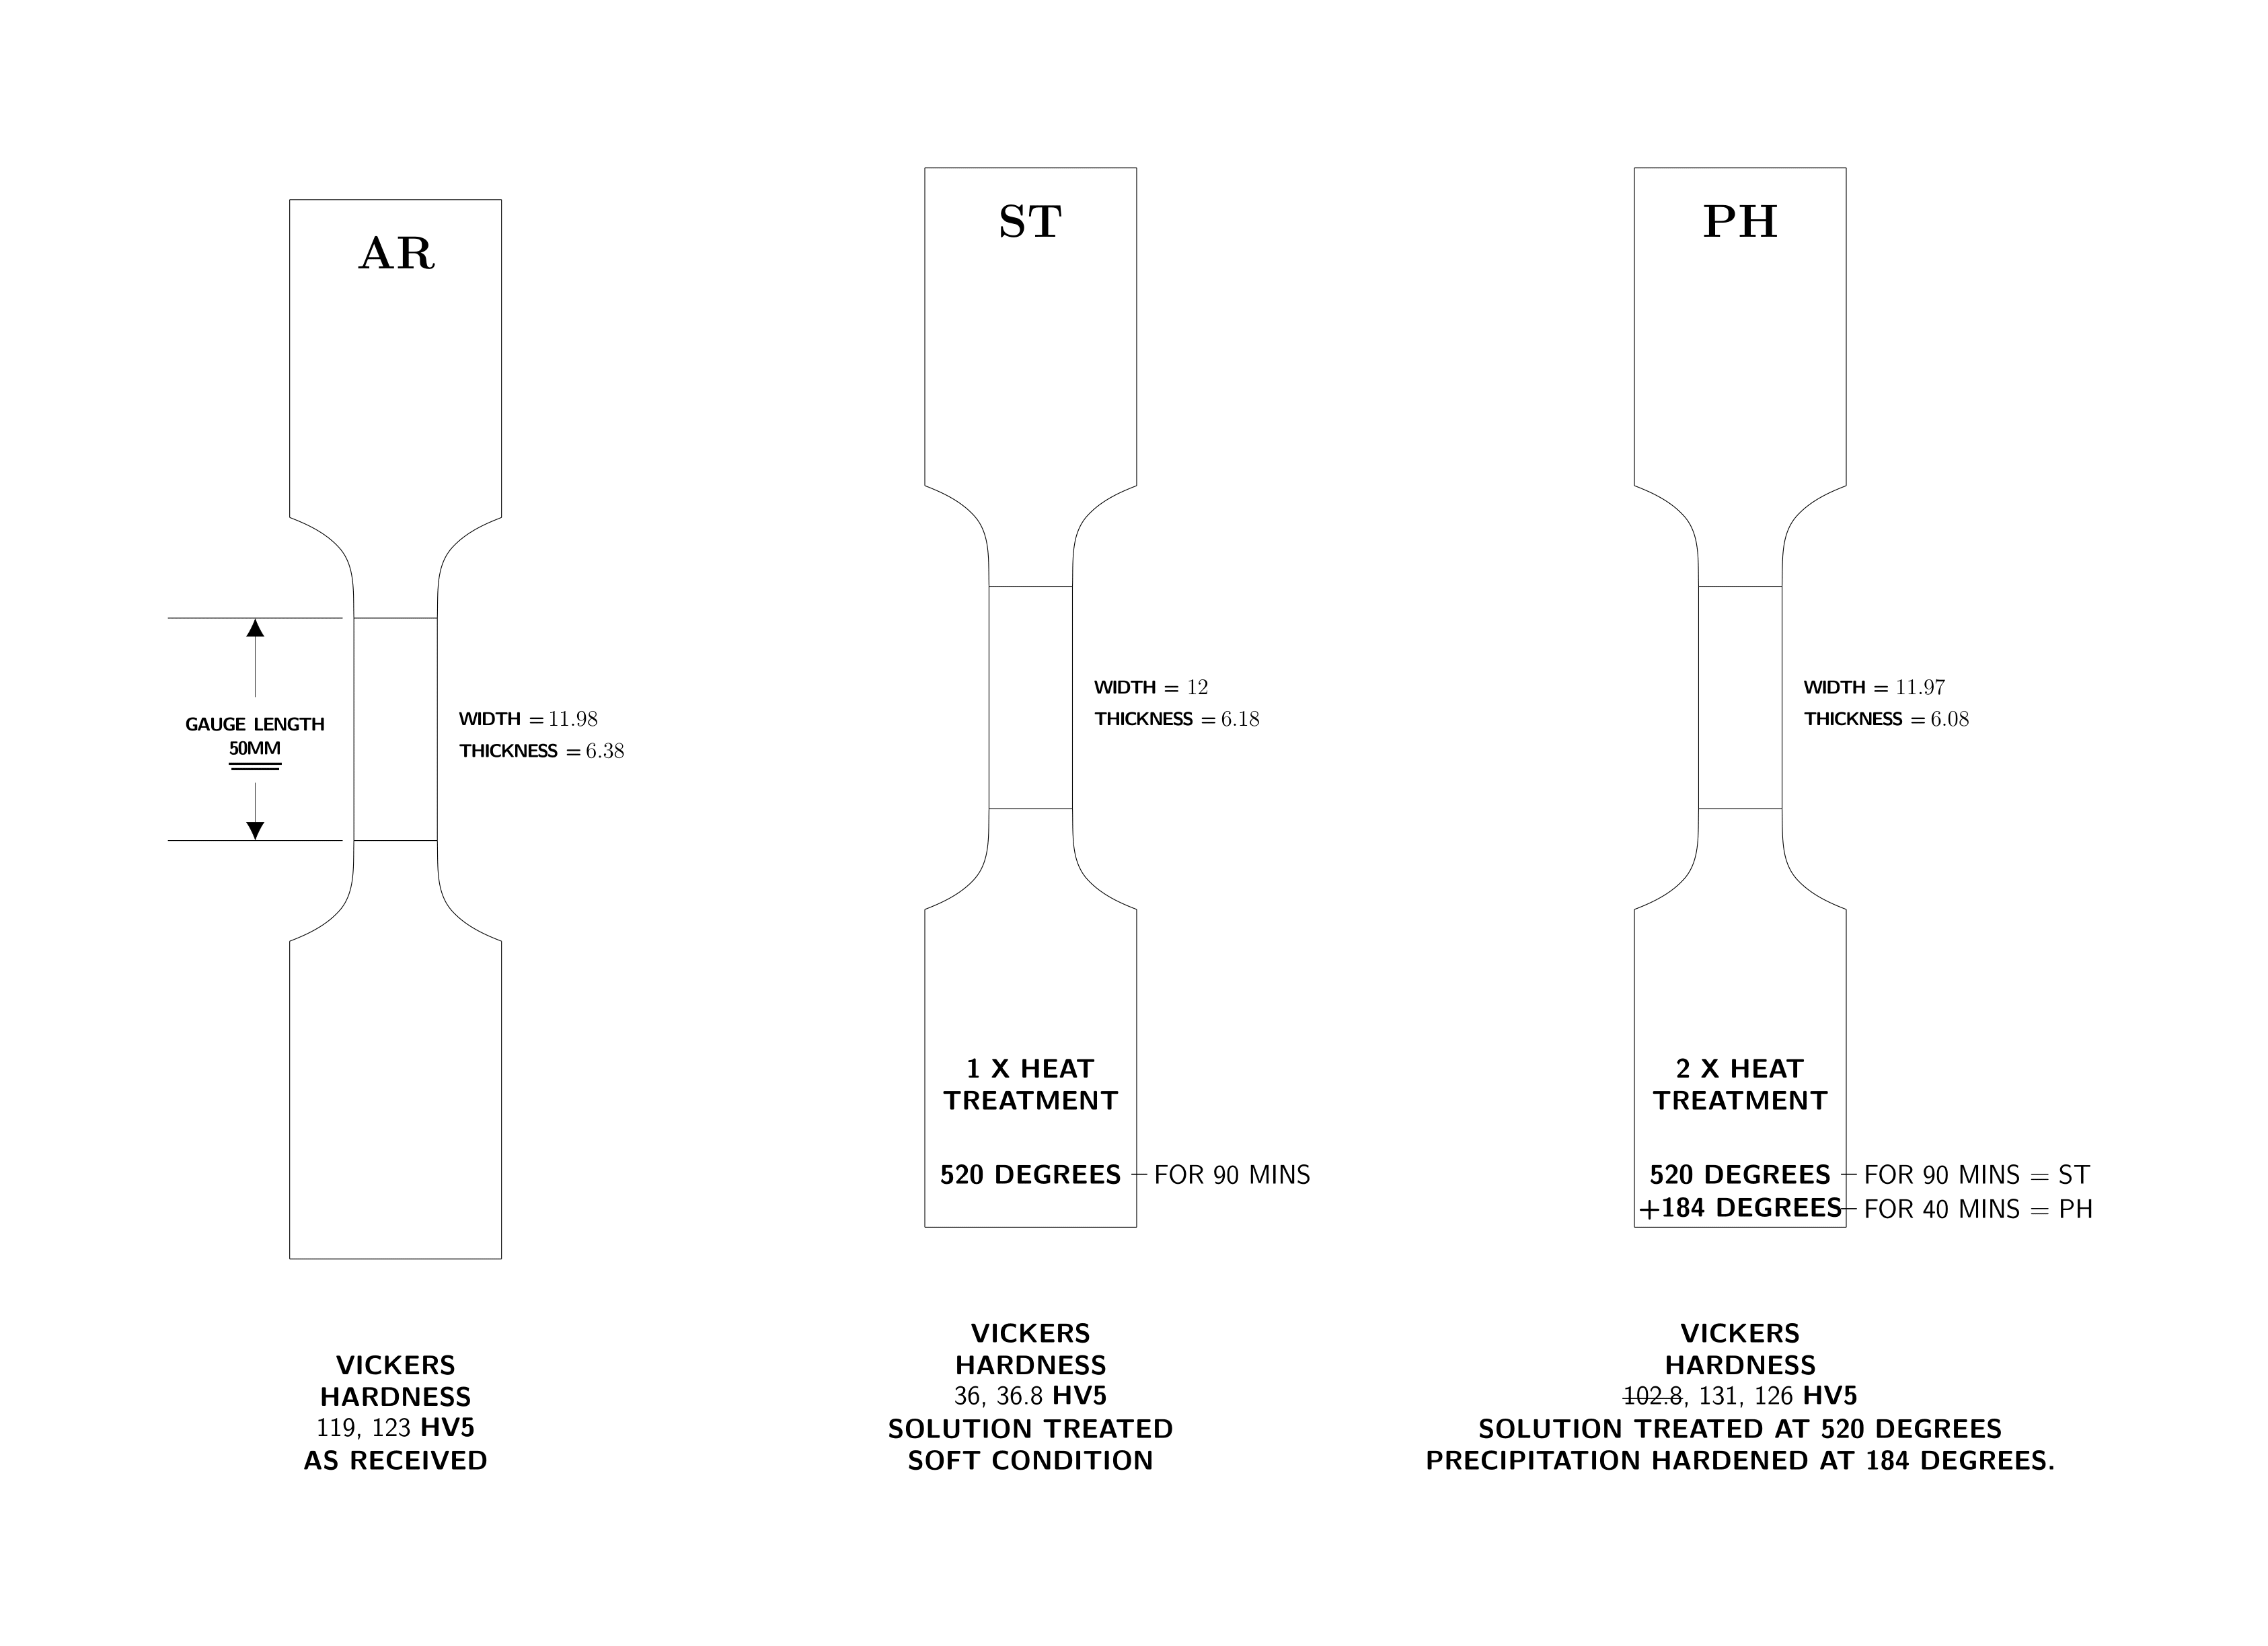 AR
GAUGE LENGTH
50MM
WIDTH = 11.98
THICKNESS = 6.38
VICKERS
HARDNESS
119, 123 HV5
AS RECEIVED
ST
WIDTH = 12
THICKNESS = 6.18
1 X HEAT
TREATMENT
520 DEGREES – FOR 90 MINS
VICKERS
HARDNESS
36, 36.8 HV5
SOLUTION TREATED
SOFT CONDITION
PH
WIDTH = 11.97
THICKNESS = 6.08
2 X HEAT
TREATMENT
520 DEGREES – FOR 90 MINS = ST
+184 DEGREES – FOR 40 MINS = PH
VICKERS
HARDNESS
102.8, 131, 126 HV5
SOLUTION TREATED AT 520 DEGREES
PRECIPITATION HARDENED AT 184 DEGREES.